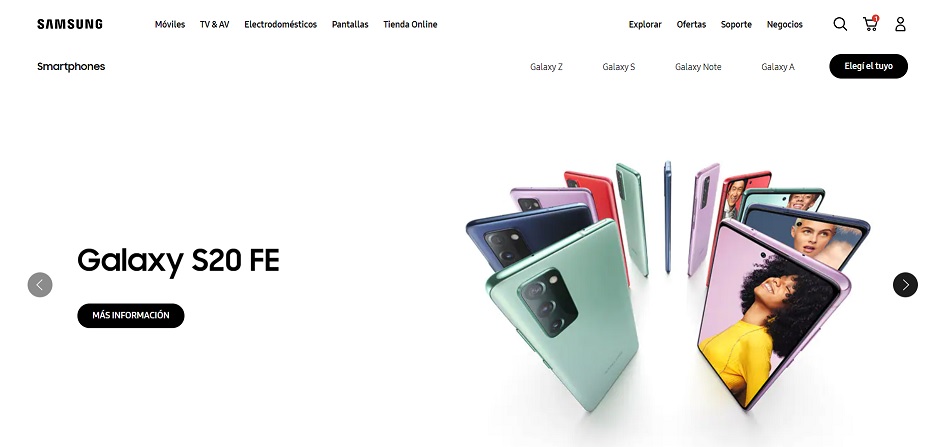 SAMSUNG Móviles TV & AV Electrodomésticos Pantallas Tienda Online Explorar Ofertas Soporte Negocios 1
Smartphones Galaxy Z Galaxy S Galaxy Note Galaxy A Elegí el tuyo
Galaxy S20 FE
MÁS INFORMACIÓN